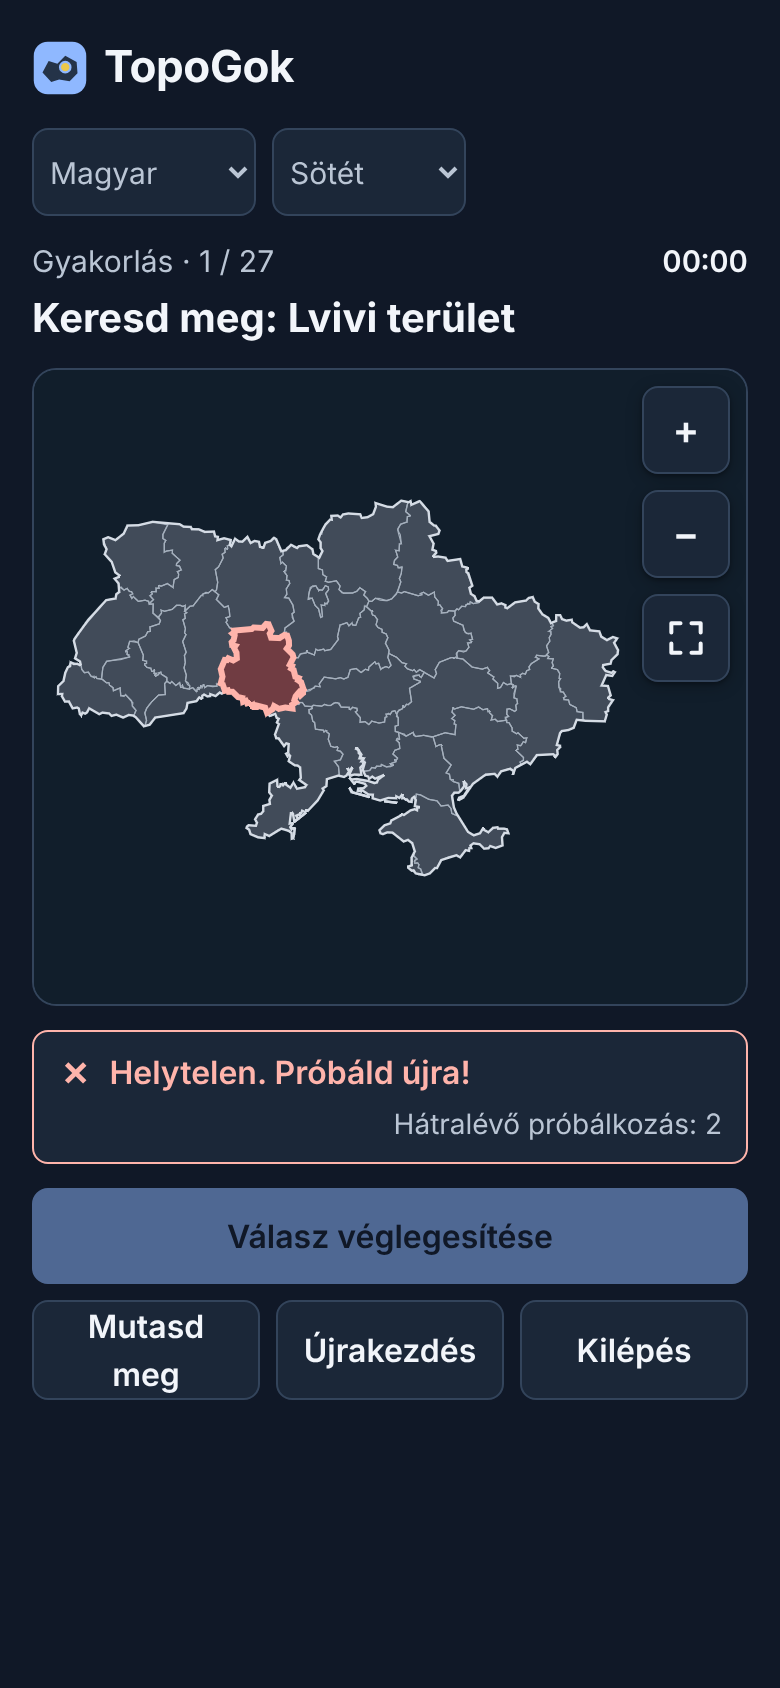 TopoGok
Magyar
Sötét
Gyakorlás · 1 / 27
00:00
Keresd meg: Lvivi terület
+
−
✕ Helytelen. Próbáld újra!
Hátralévő próbálkozás: 2
Válasz véglegesítése
Mutasd
meg
Újrakezdés
Kilépés